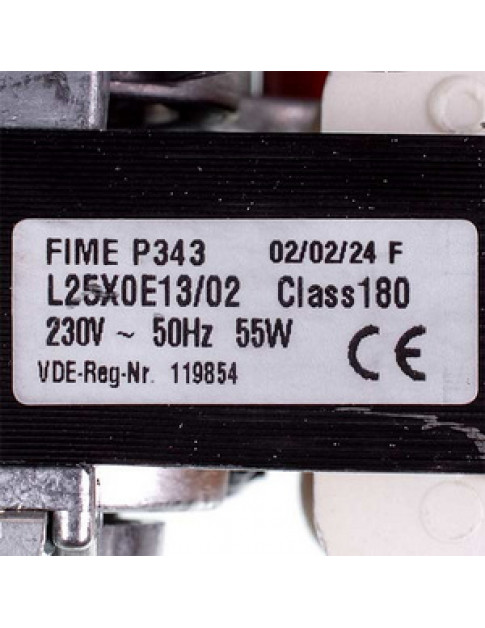 FIME P343 02/02/24 F
L25X0E13/02 Class180
230V ~ 50Hz 55W
VDE-Reg-Nr. 119854 CE